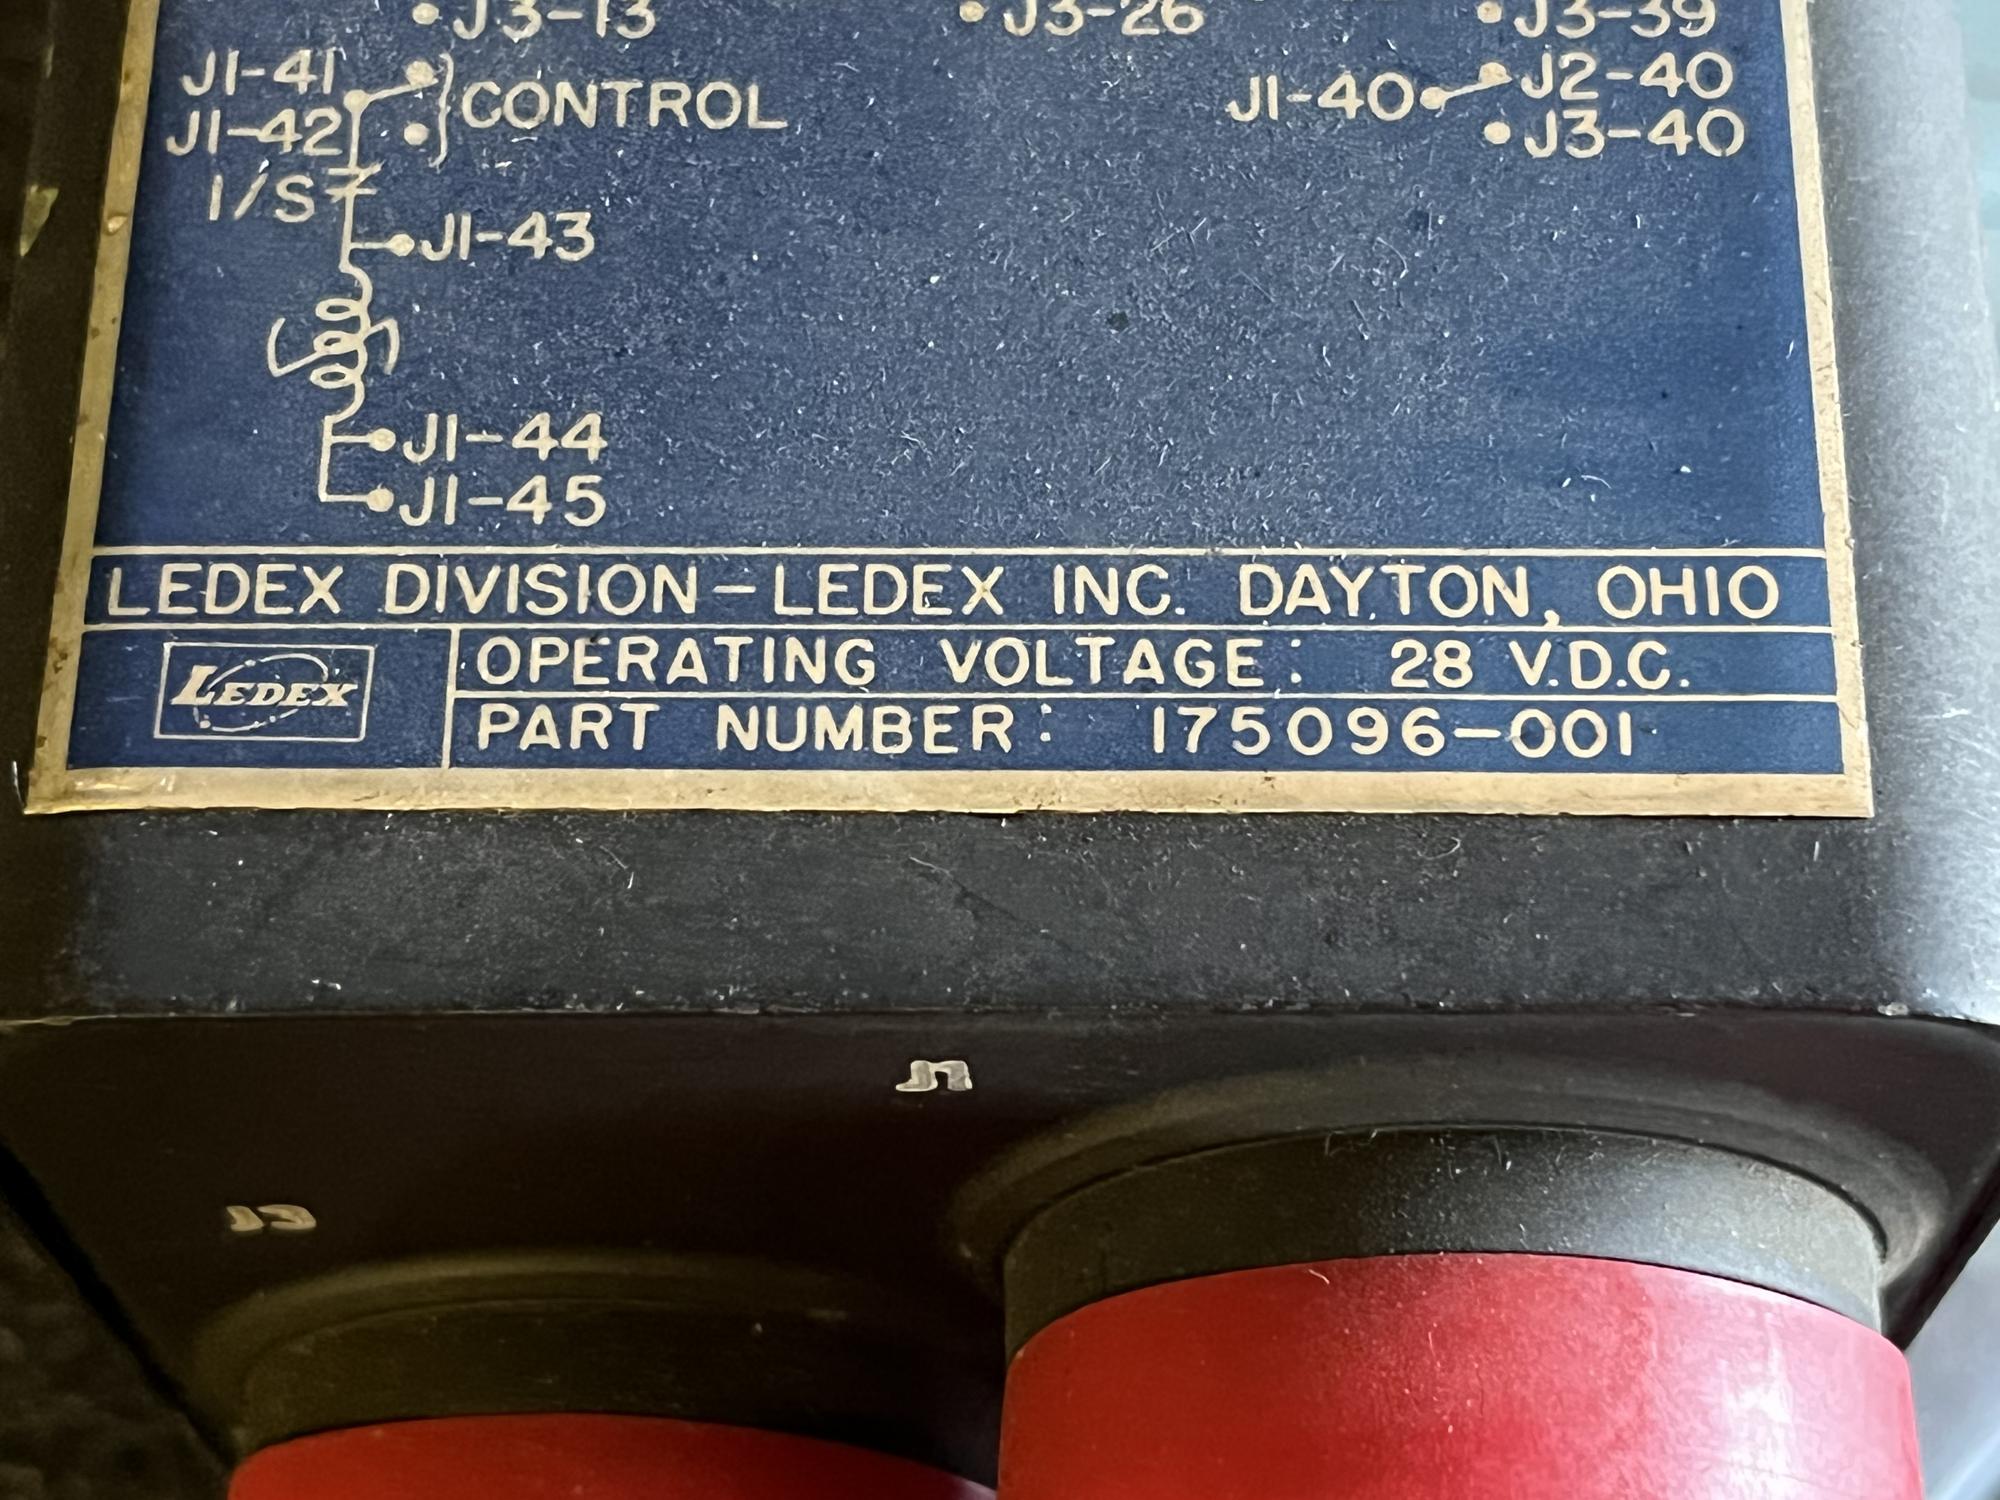 J3-13 J3-26 J3-39
J1-41 CONTROL J1-40 J2-40
J1-42 J3-40
1/S
J1-43
J1-44
J1-45
LEDEX DIVISION-LEDEX INC. DAYTON, OHIO
LEDEX OPERATING VOLTAGE: 28 V.D.C.
PART NUMBER: 175096-001
J1
J3